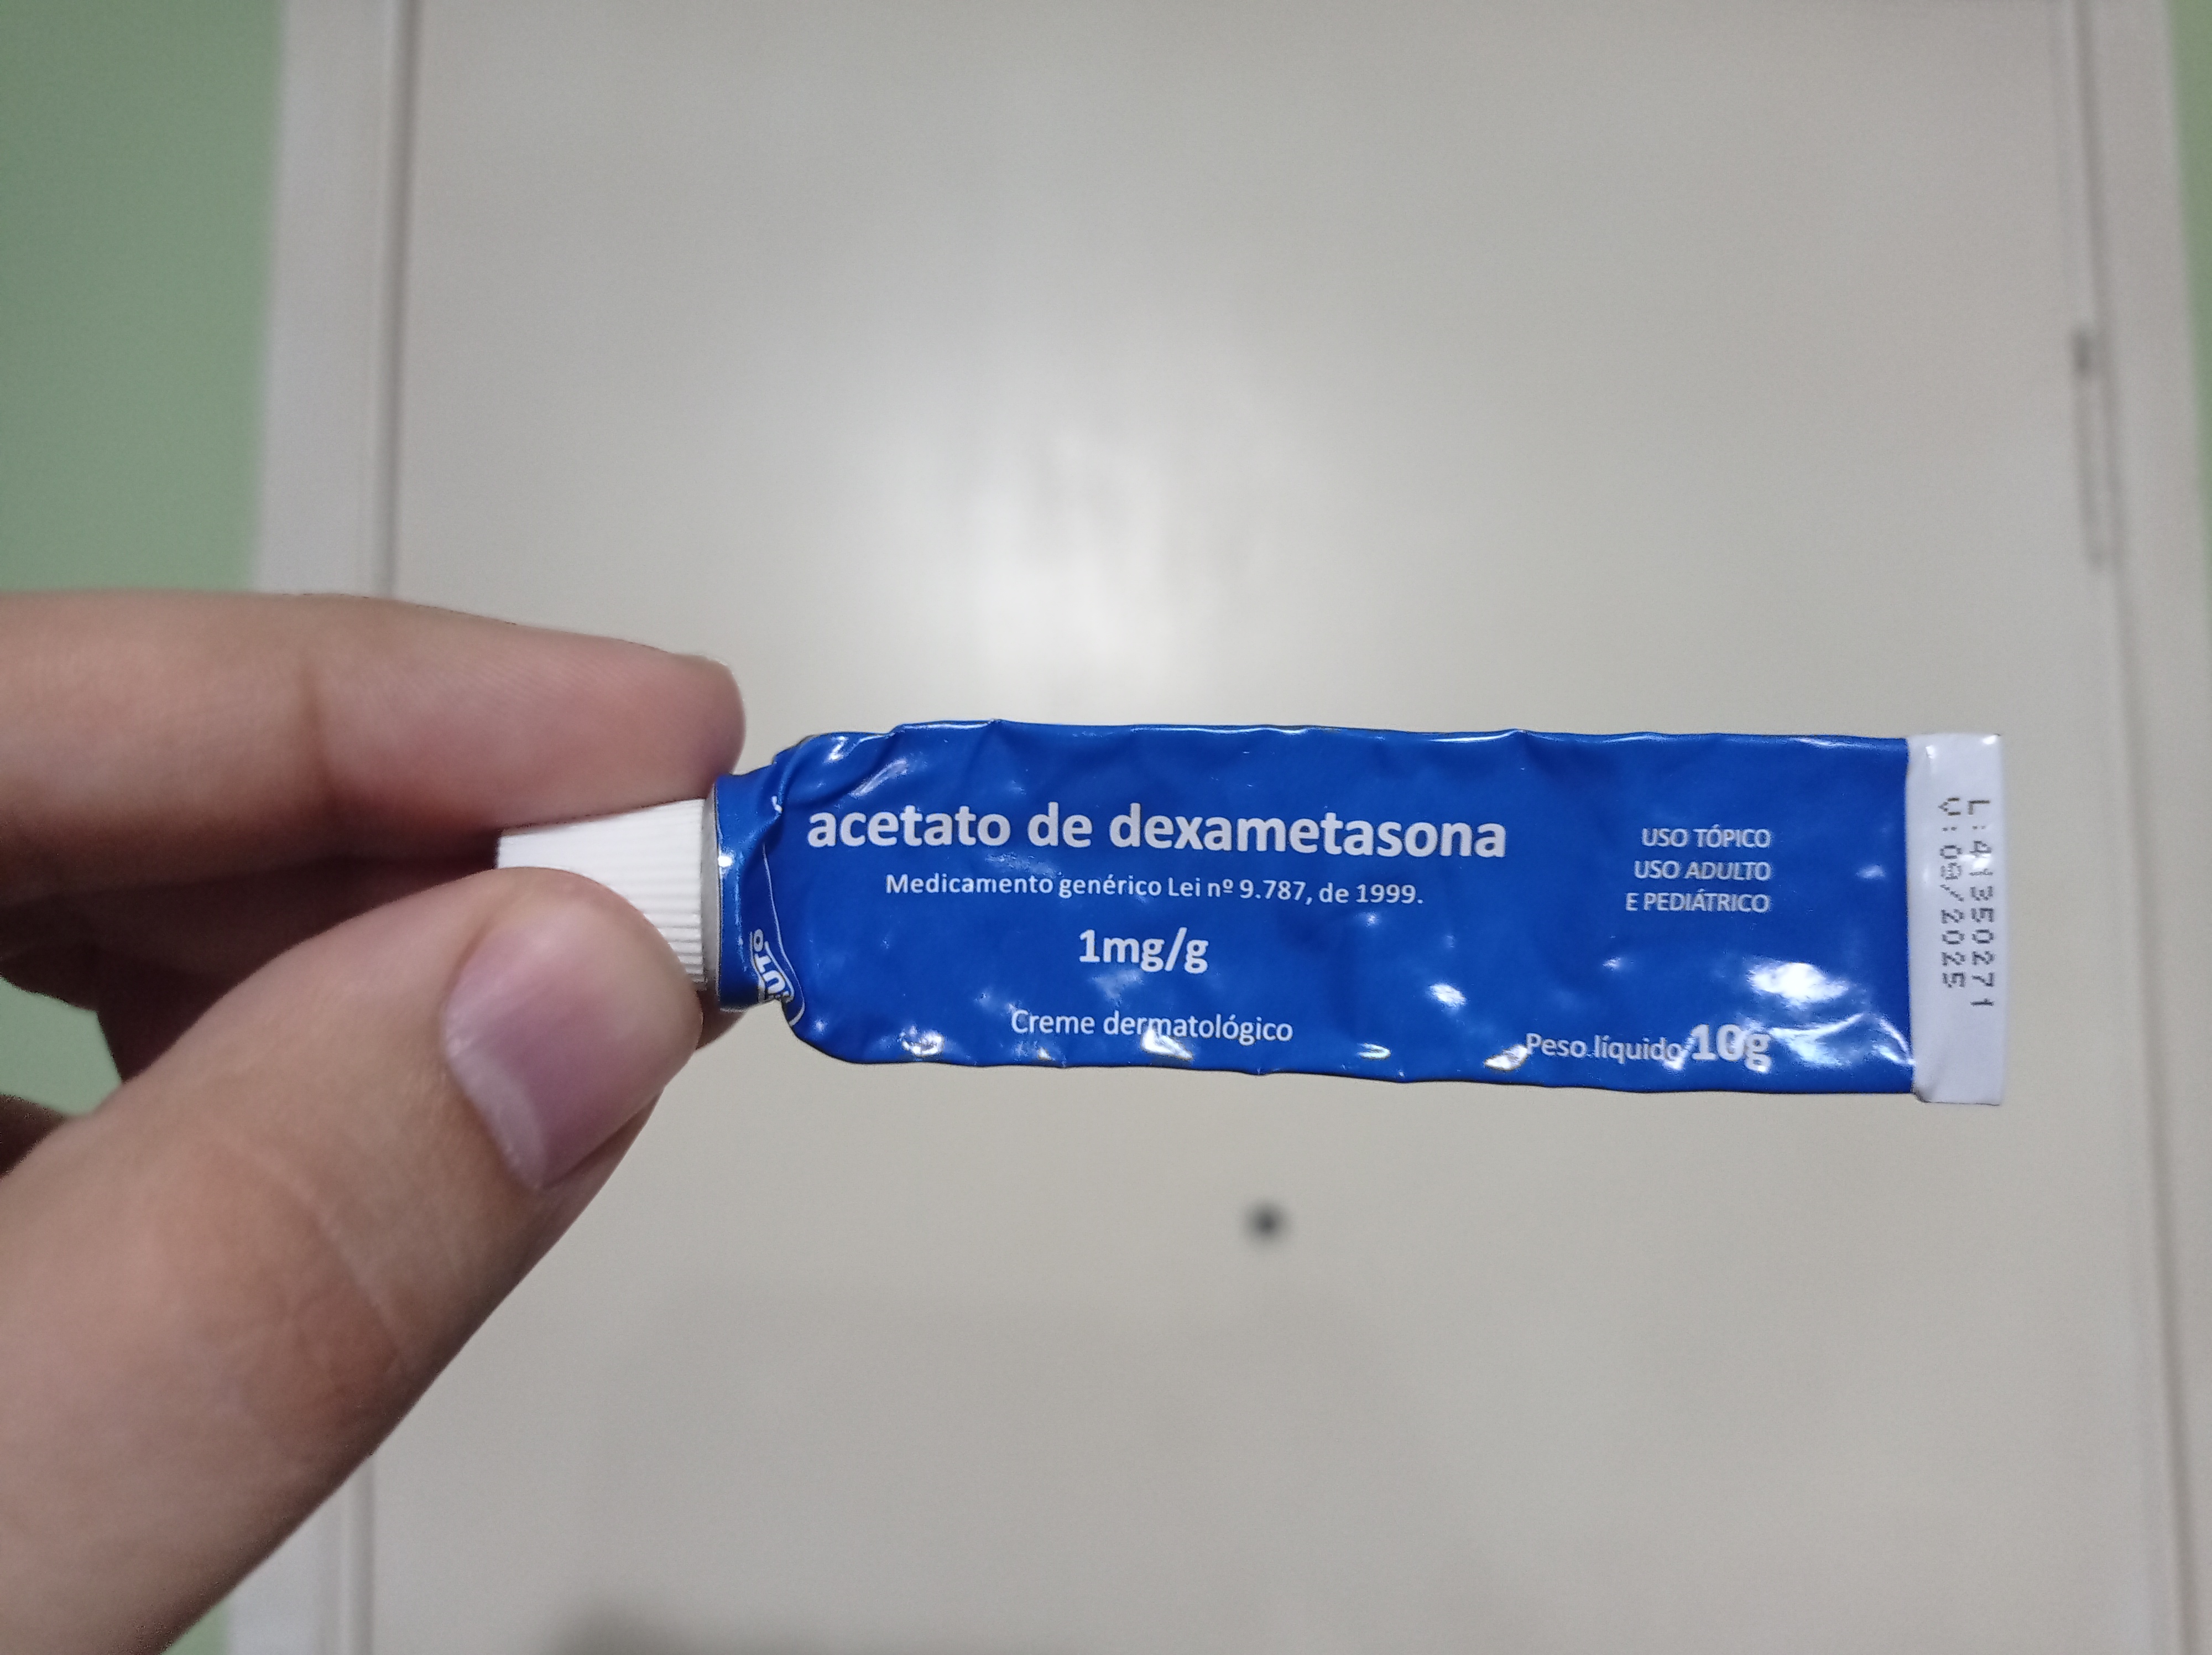 acetato de dexametasona
Medicamento genérico Lei nº 9.787, de 1999.
1mg/g
Creme dermatológico
USO TÓPICO
USO ADULTO
E PEDIÁTRICO
Peso líquido 10g
L:41350271
V:09/2025